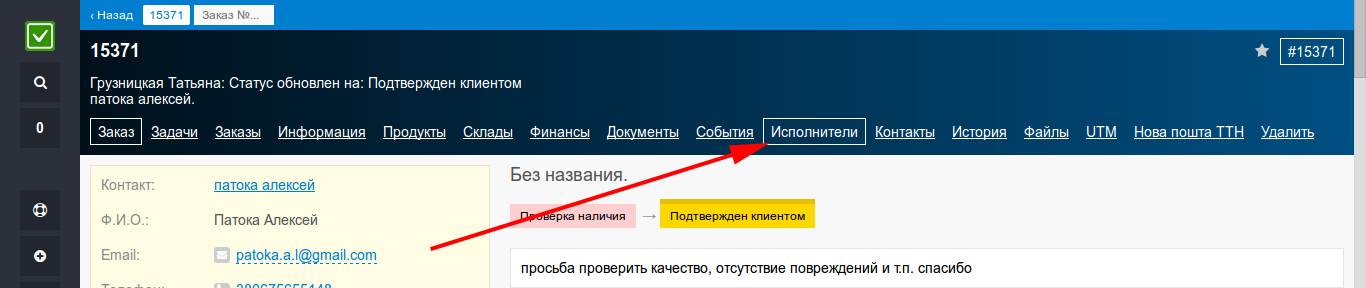 ‹ Назад 15371 Заказ №...
15371
#15371
0
Грузницкая Татьяна: Статус обновлен на: Подтвержден клиентом
патока алексей.
Заказ Задачи Заказы Информация Продукты Склады Финансы Документы События Исполнители Контакты История Файлы UTM Нова пошта ТТН Удалить
Контакт: патока алексей
Ф.И.О.: Патока Алексей
Email: patoka.a.l@gmail.com
Телефон: 380675655148
Без названия.
Проверка наличия → Подтвержден клиентом
просьба проверить качество, отсутствие повреждений и т.п. спасибо